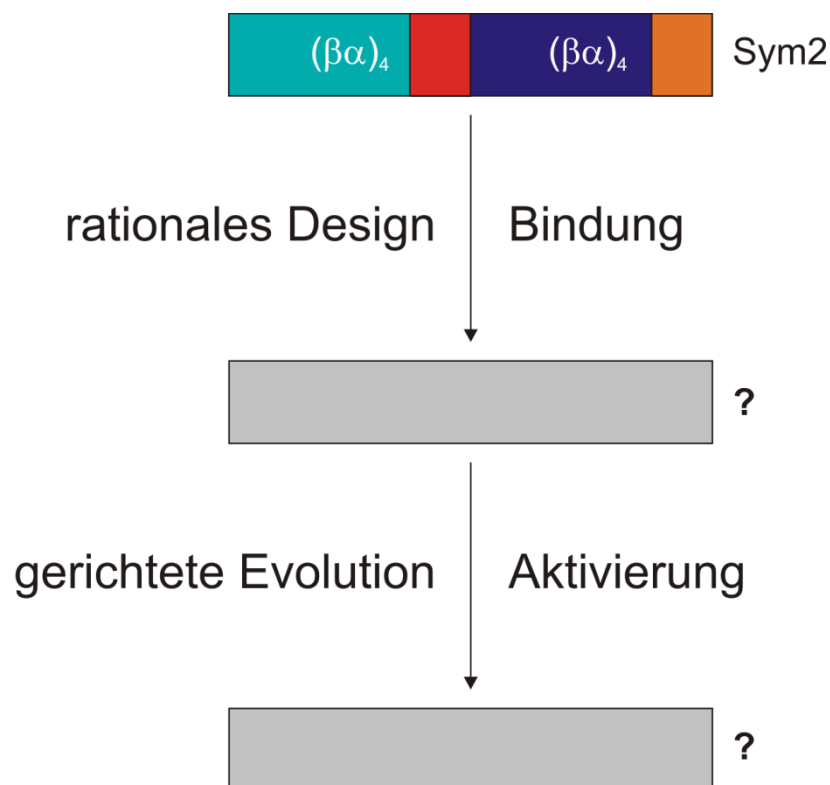 (βα)₄ (βα)₄ Sym2
rationales Design Bindung
?
gerichtete Evolution Aktivierung
?